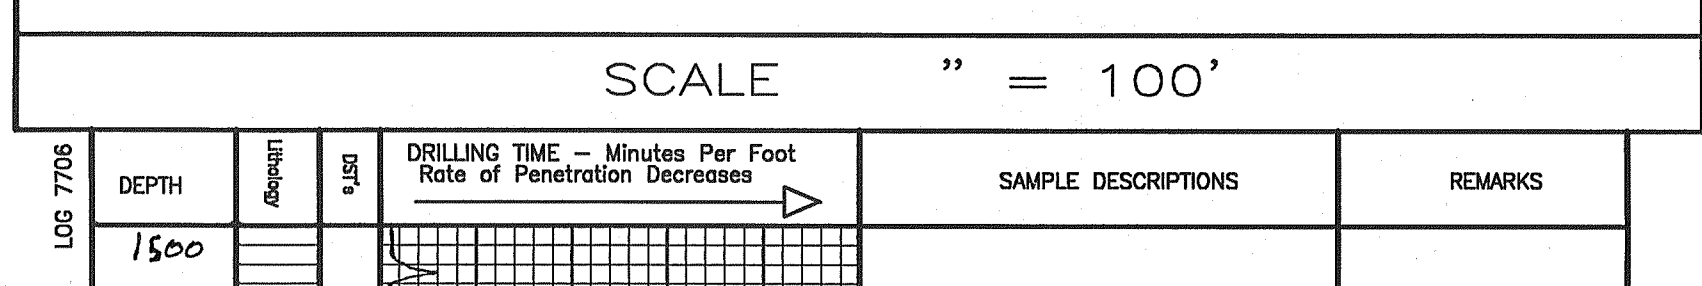 SCALE ” = 100’
LOG 7706
DEPTH
Lithology
DST's
DRILLING TIME – Minutes Per Foot
Rate of Penetration Decreases
SAMPLE DESCRIPTIONS
REMARKS
1500